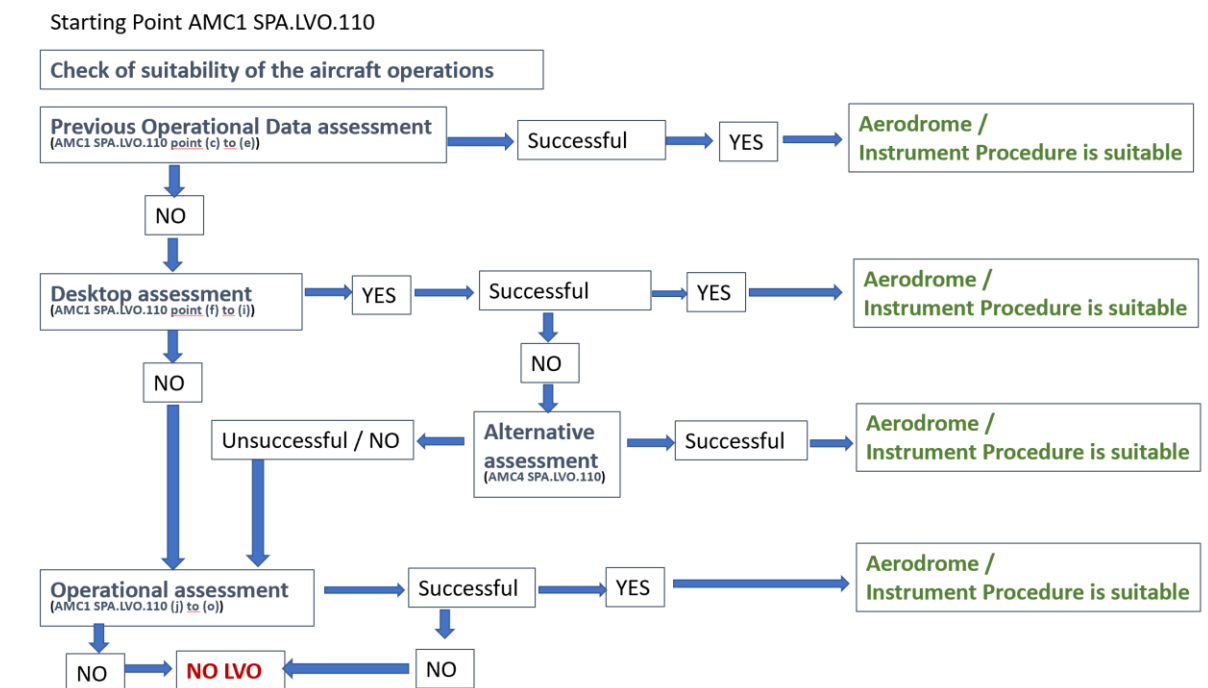 Starting Point AMC1 SPA.LVO.110
Check of suitability of the aircraft operations
Previous Operational Data assessment
(AMC1 SPA.LVO.110 point (c) to (e))
Successful
YES
Aerodrome /
Instrument Procedure is suitable
NO
Desktop assessment
(AMC1 SPA.LVO.110 point (f) to (i))
YES
Successful
YES
Aerodrome /
Instrument Procedure is suitable
NO
NO
Unsuccessful / NO
Alternative
assessment
(AMC4 SPA.LVO.110)
Successful
Aerodrome /
Instrument Procedure is suitable
Operational assessment
(AMC1 SPA.LVO.110 (j) to (o))
Successful
YES
Aerodrome /
Instrument Procedure is suitable
NO
NO LVO
NO